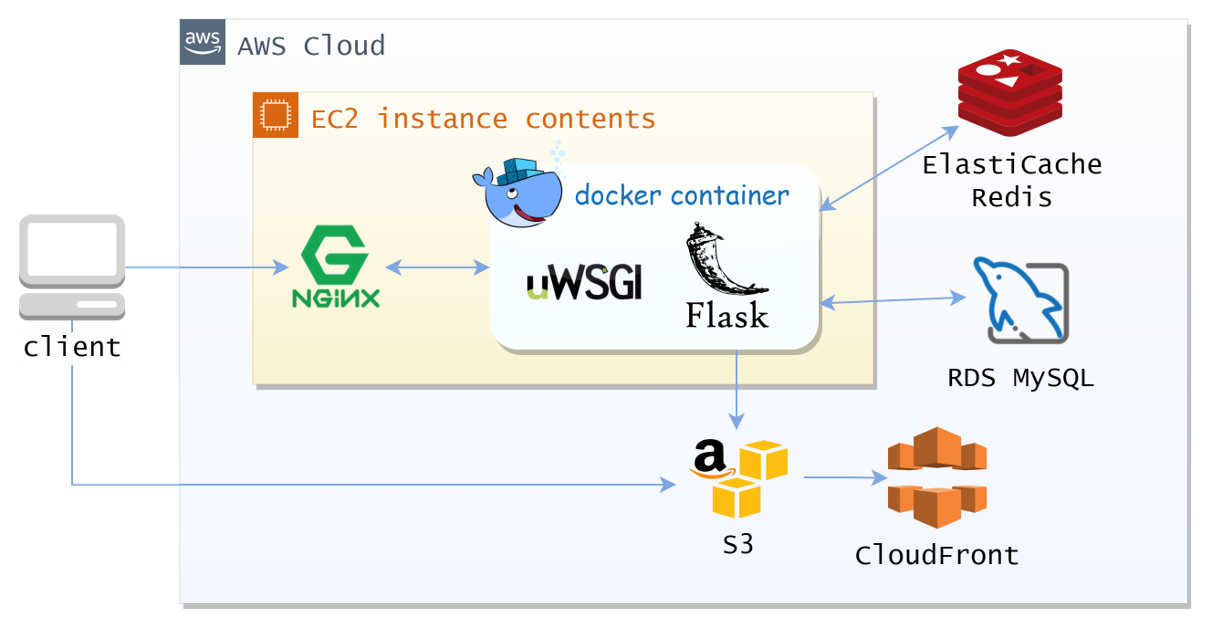 aws
AWS Cloud
EC2 instance contents
ElastiCache
Redis
docker container
NGiNX
uWSGI
Flask
client
RDS MySQL
a
S3
CloudFront